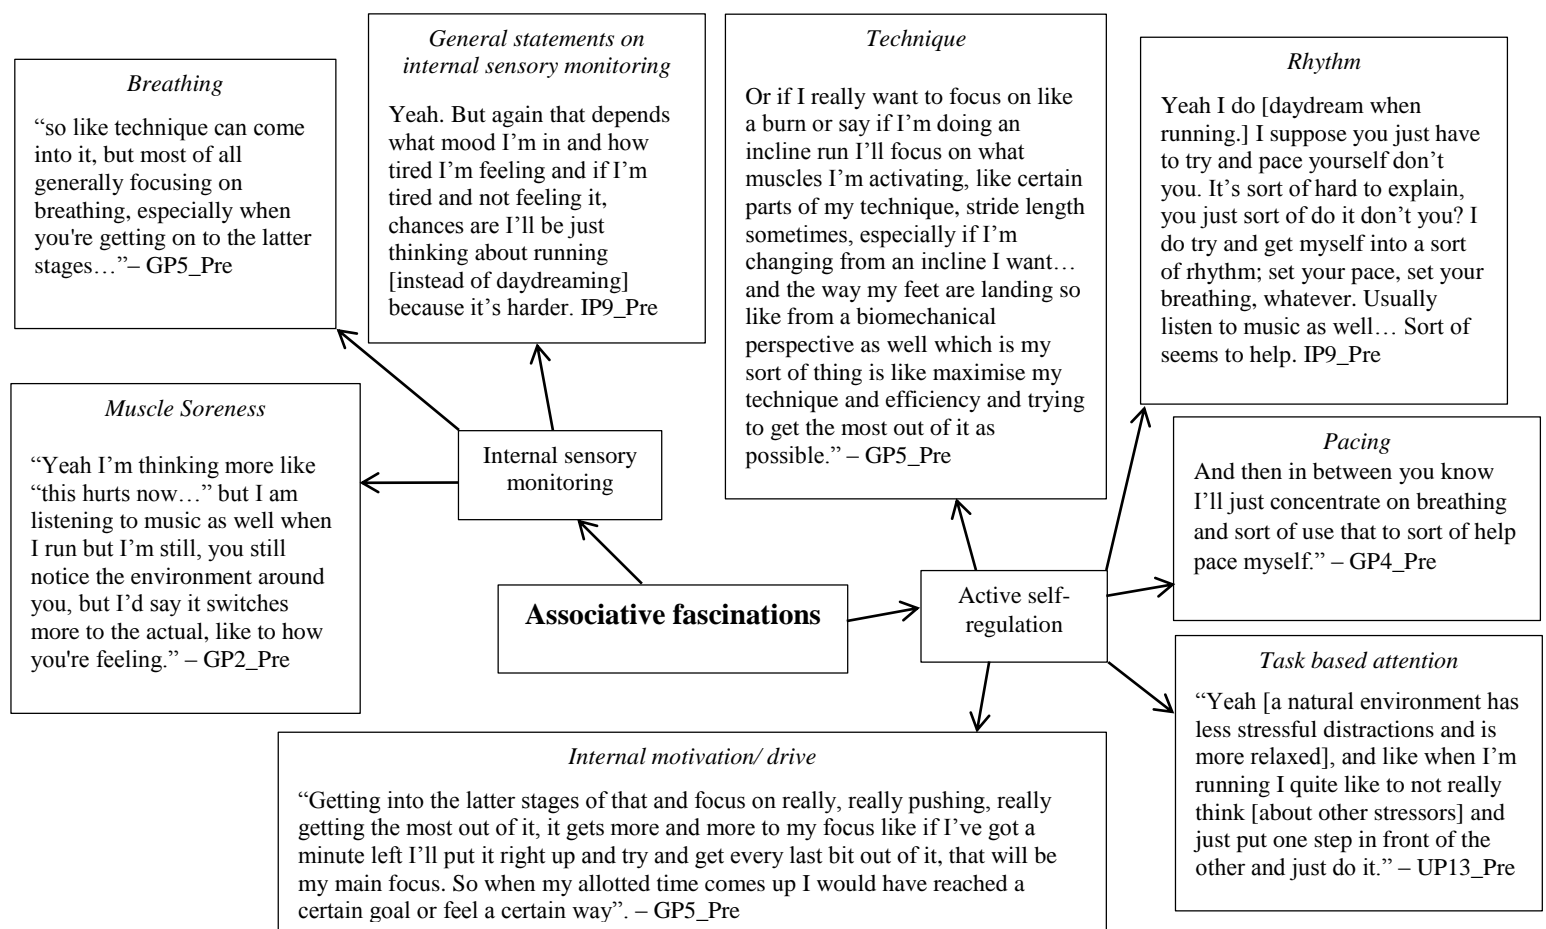 Breathing
“so like technique can come
into it, but most of all
generally focusing on
breathing, especially when
you're getting on to the latter
stages…”– GP5_Pre
General statements on
internal sensory monitoring
Yeah. But again that depends
what mood I’m in and how
tired I’m feeling and if I’m
tired and not feeling it,
chances are I’ll be just
thinking about running
[instead of daydreaming]
because it’s harder. IP9_Pre
Technique
Or if I really want to focus on like
a burn or say if I’m doing an
incline run I’ll focus on what
muscles I’m activating, like certain
parts of my technique, stride length
sometimes, especially if I’m
changing from an incline I want…
and the way my feet are landing so
like from a biomechanical
perspective as well which is my
sort of thing is like maximise my
technique and efficiency and trying
to get the most out of it as
possible.” – GP5_Pre
Rhythm
Yeah I do [daydream when
running.] I suppose you just have
to try and pace yourself don’t
you. It’s sort of hard to explain,
you just sort of do it don’t you? I
do try and get myself into a sort
of rhythm; set your pace, set your
breathing, whatever. Usually
listen to music as well… Sort of
seems to help. IP9_Pre
Muscle Soreness
“Yeah I’m thinking more like
“this hurts now…” but I am
listening to music as well when
I run but I’m still, you still
notice the environment around
you, but I’d say it switches
more to the actual, like to how
you're feeling.” – GP2_Pre
Internal sensory
monitoring
Pacing
And then in between you know
I’ll just concentrate on breathing
and sort of use that to sort of help
pace myself.” – GP4_Pre
Associative fascinations
Active self-
regulation
Task based attention
“Yeah [a natural environment has
less stressful distractions and is
more relaxed], and like when I’m
running I quite like to not really
think [about other stressors] and
just put one step in front of the
other and just do it.” – UP13_Pre
Internal motivation/ drive
“Getting into the latter stages of that and focus on really, really pushing, really
getting the most out of it, it gets more and more to my focus like if I’ve got a
minute left I’ll put it right up and try and get every last bit out of it, that will be
my main focus. So when my allotted time comes up I would have reached a
certain goal or feel a certain way”. – GP5_Pre